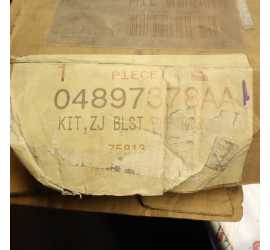 1 PIECE
04897878AA
KIT, ZJ BLST
75813